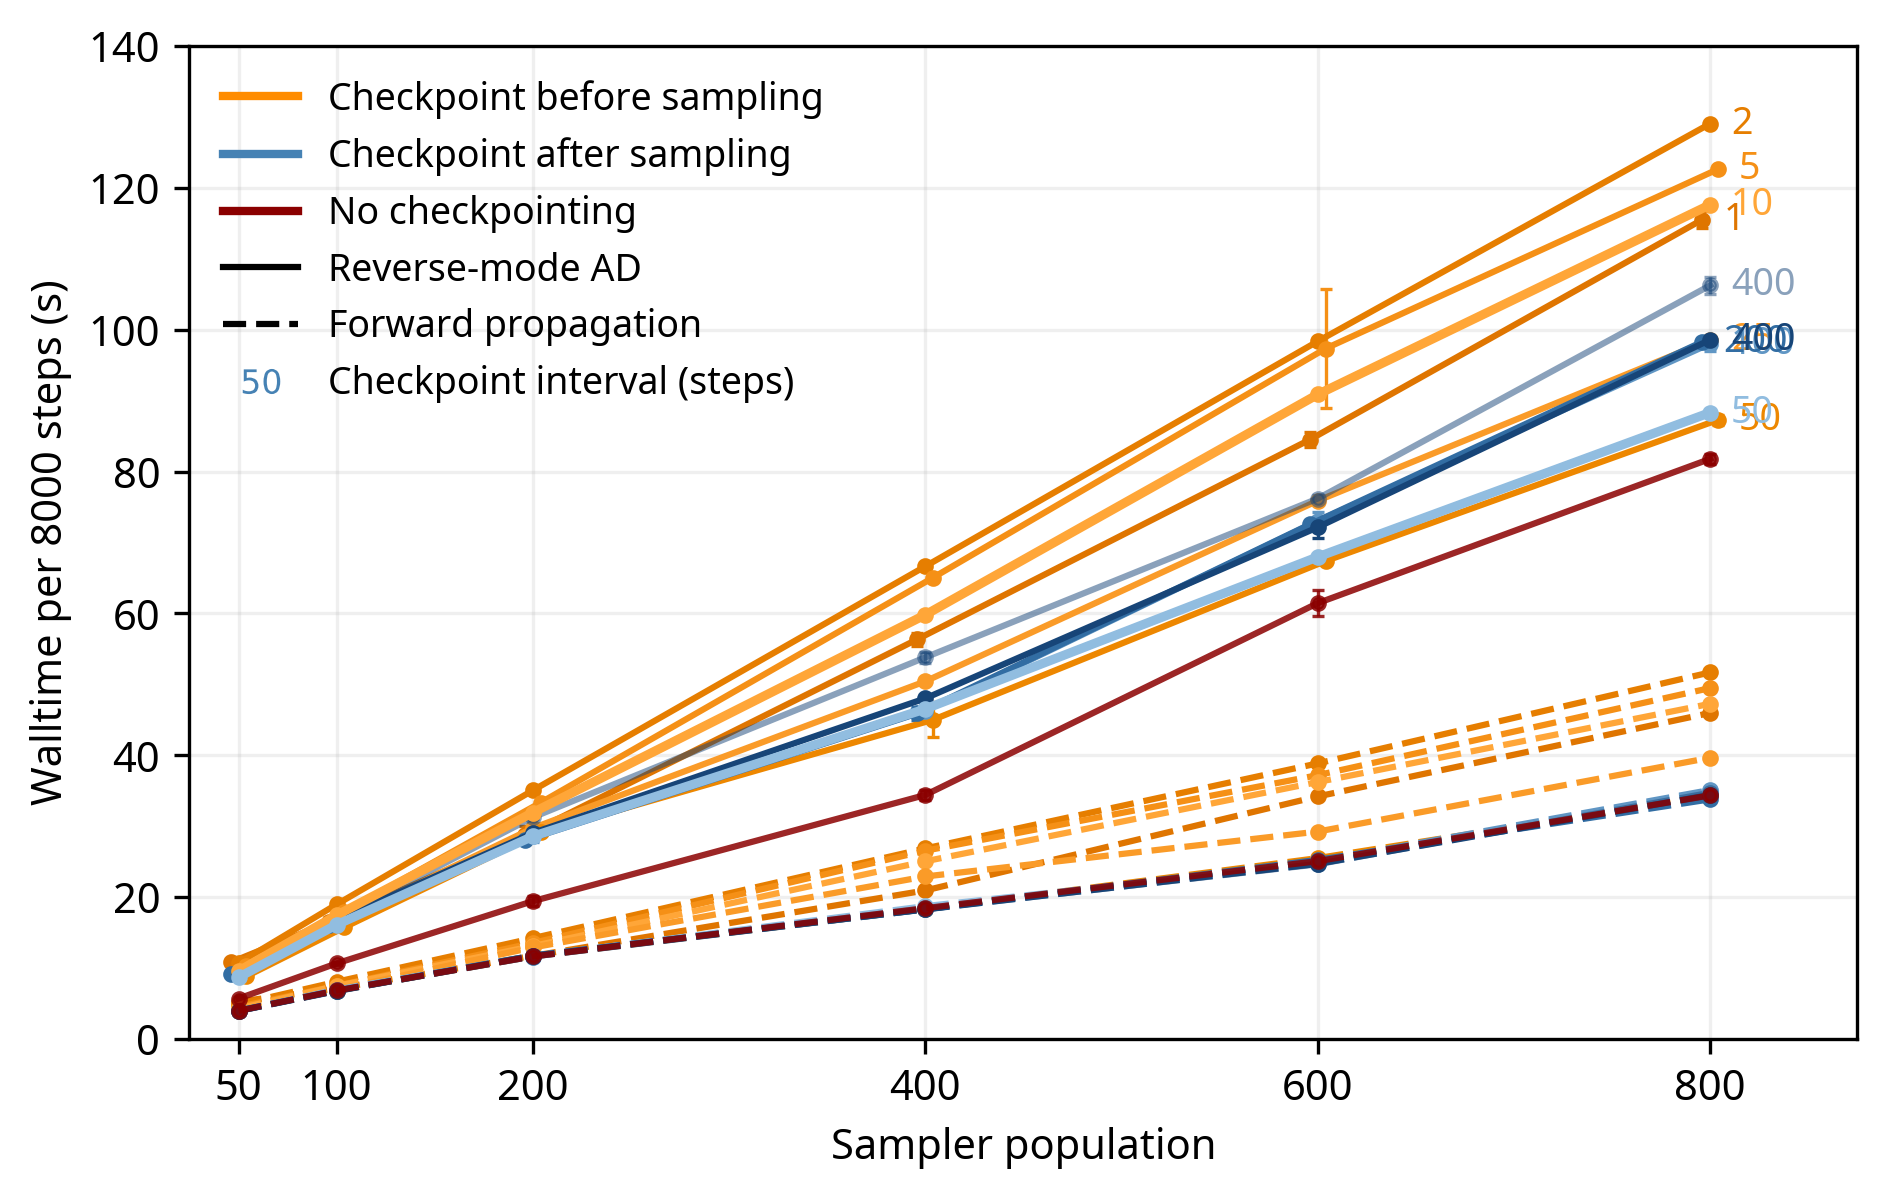 140
120
100
80
60
40
20
0
Walltime per 8000 steps (s)
Checkpoint before sampling
Checkpoint after sampling
No checkpointing
Reverse-mode AD
Forward propagation
50 Checkpoint interval (steps)
2
5
10
1
400
400
50
50
50 100 200 400 600 800
Sampler population